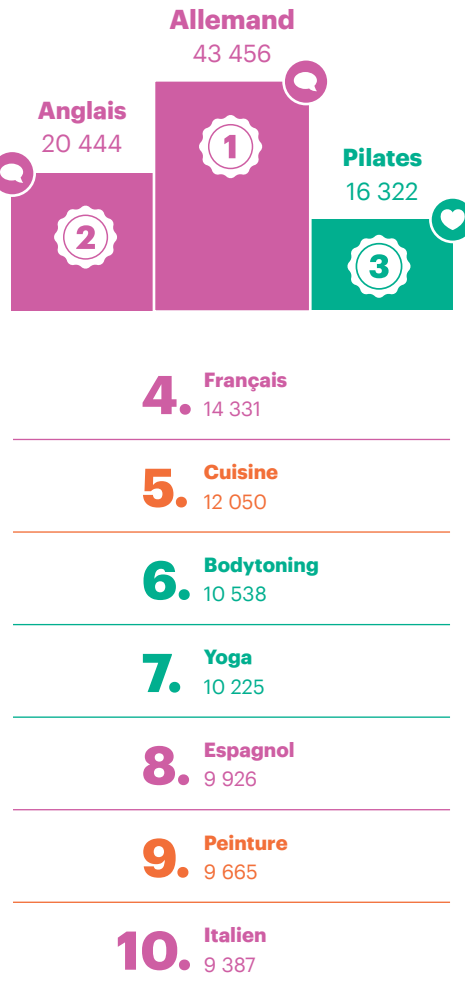 Allemand
43 456
Anglais
20 444
Pilates
16 322
1
2
3
4. Français
14 331
5. Cuisine
12 050
6. Bodytoning
10 538
7. Yoga
10 225
8. Espagnol
9 926
9. Peinture
9 665
10. Italien
9 387